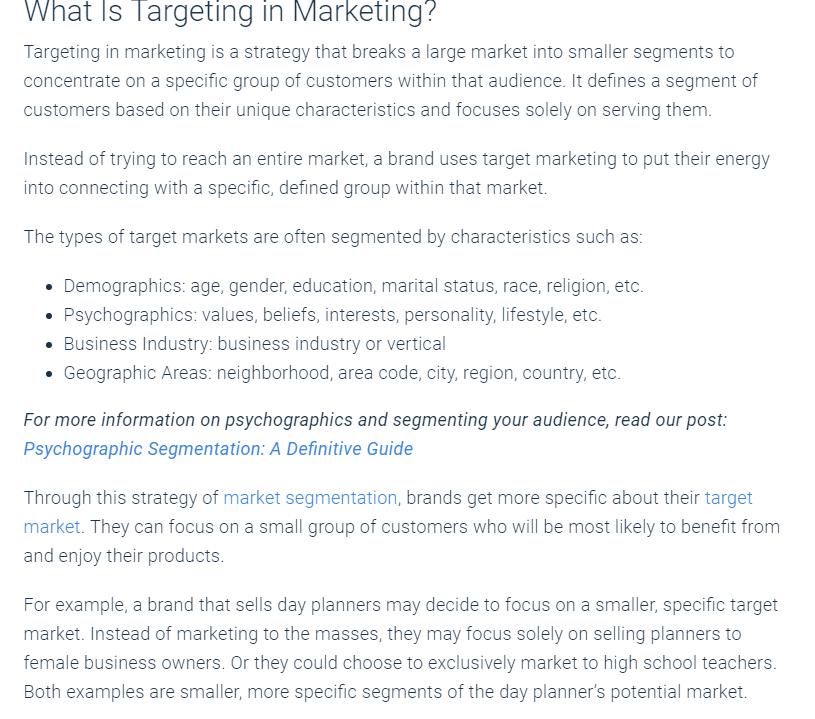 What Is Targeting in Marketing?
Targeting in marketing is a strategy that breaks a large market into smaller segments to
concentrate on a specific group of customers within that audience. It defines a segment of
customers based on their unique characteristics and focuses solely on serving them.
Instead of trying to reach an entire market, a brand uses target marketing to put their energy
into connecting with a specific, defined group within that market.
The types of target markets are often segmented by characteristics such as:
• Demographics: age, gender, education, marital status, race, religion, etc.
• Psychographics: values, beliefs, interests, personality, lifestyle, etc.
• Business Industry: business industry or vertical
• Geographic Areas: neighborhood, area code, city, region, country, etc.
For more information on psychographics and segmenting your audience, read our post:
Psychographic Segmentation: A Definitive Guide
Through this strategy of market segmentation, brands get more specific about their target
market. They can focus on a small group of customers who will be most likely to benefit from
and enjoy their products.
For example, a brand that sells day planners may decide to focus on a smaller, specific target
market. Instead of marketing to the masses, they may focus solely on selling planners to
female business owners. Or they could choose to exclusively market to high school teachers.
Both examples are smaller, more specific segments of the day planner’s potential market.